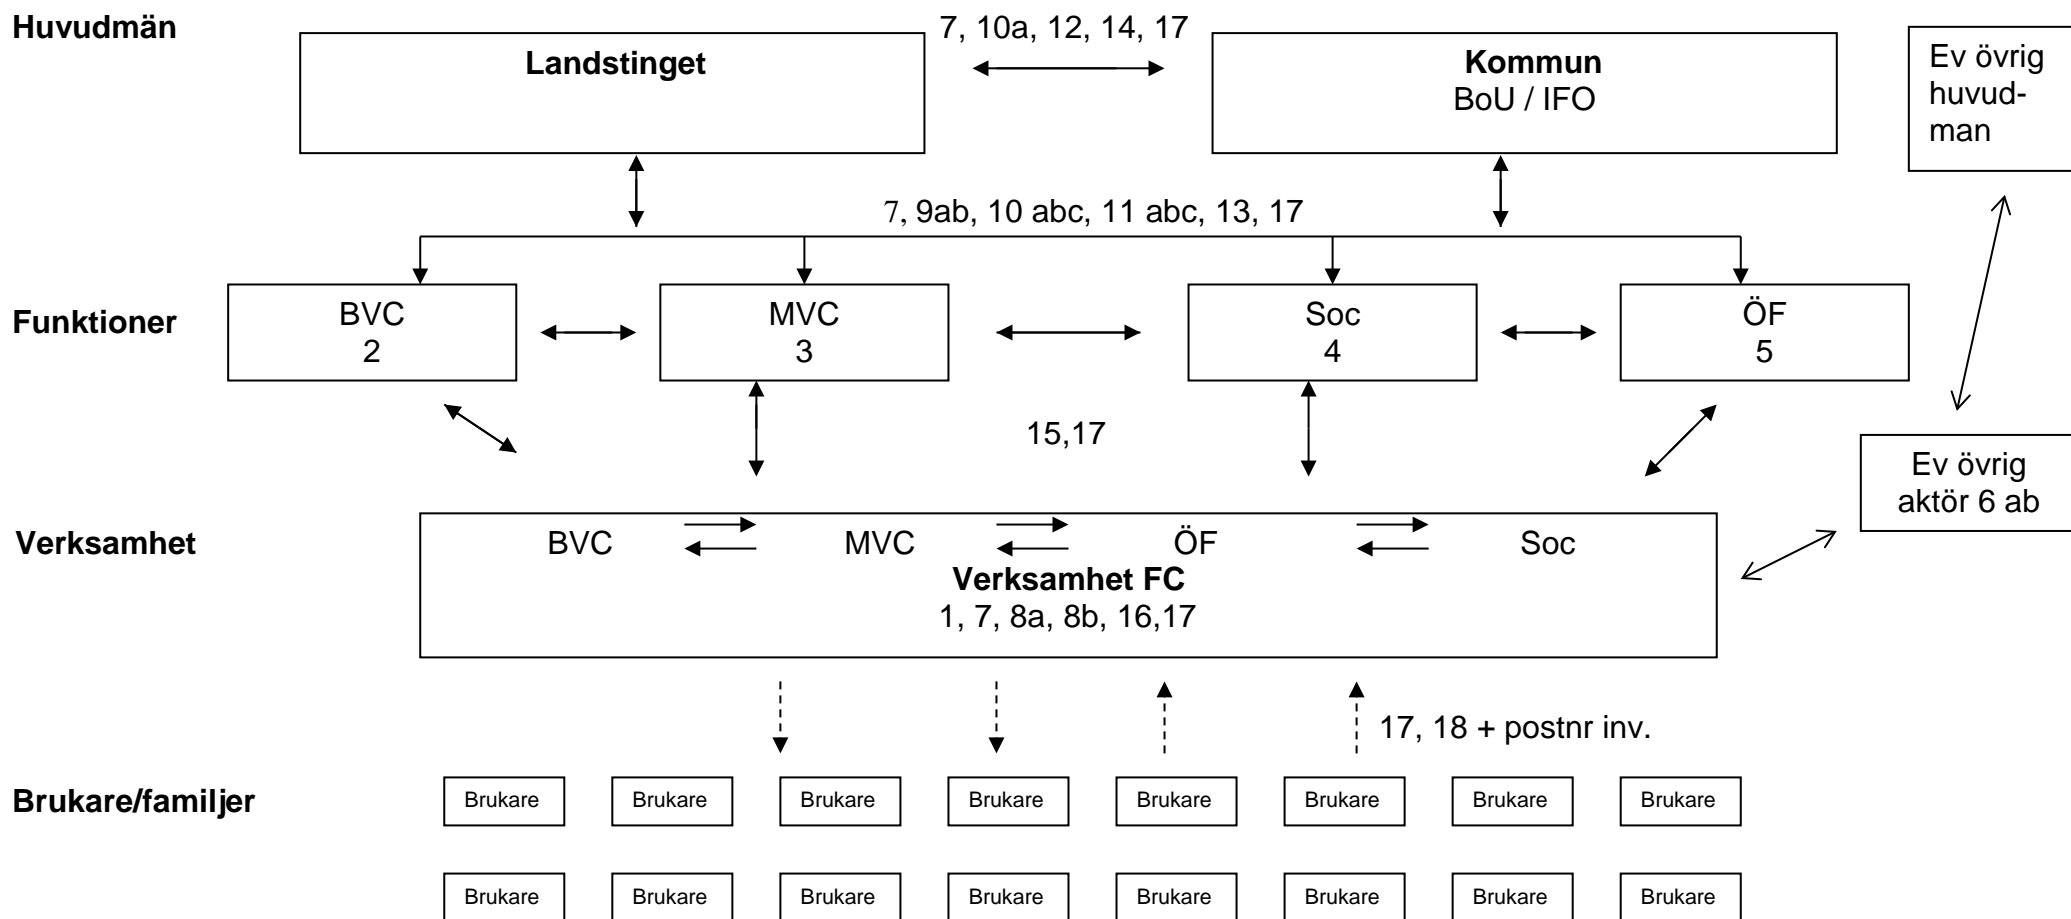 Huvudmän
7, 10a, 12, 14, 17
Landstinget
Kommun
BoU / IFO
Ev övrig
huvud-
man
7, 9ab, 10 abc, 11 abc, 13, 17
Funktioner
BVC
2
MVC
3
Soc
4
ÖF
5
15,17
Ev övrig
aktör 6 ab
Verksamhet
BVC MVC ÖF Soc
Verksamhet FC
1, 7, 8a, 8b, 16,17
17, 18 + postnr inv.
Brukare/familjer
Brukare Brukare Brukare Brukare Brukare Brukare Brukare Brukare
Brukare Brukare Brukare Brukare Brukare Brukare Brukare Brukare